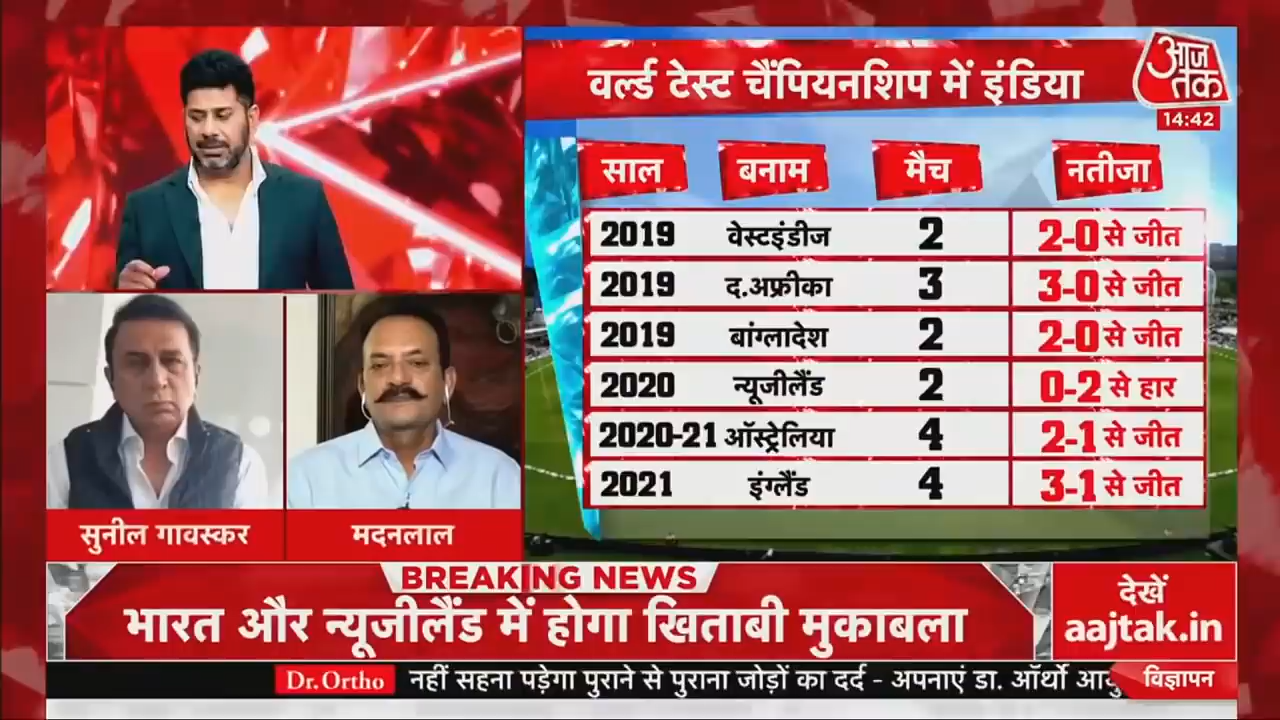 वर्ल्ड टेस्ट चैंपियनशिप में इंडिया
आज
तक
14:42
साल बनाम मैच नतीजा
2019 वेस्टइंडीज 2 2-0 से जीत
2019 द.अफ्रीका 3 3-0 से जीत
2019 बांग्लादेश 2 2-0 से जीत
2020 न्यूजीलैंड 2 0-2 से हार
2020-21 ऑस्ट्रेलिया 4 2-1 से जीत
2021 इंग्लैंड 4 3-1 से जीत
सुनील गावस्कर
मदनलाल
BREAKING NEWS
भारत और न्यूजीलैंड में होगा खिताबी मुकाबला
देखें
aajtak.in
Dr. Ortho नहीं सहना पड़ेगा पुराने से पुराना जोड़ों का दर्द - अपनाएं डा. ऑर्थो विज्ञापन